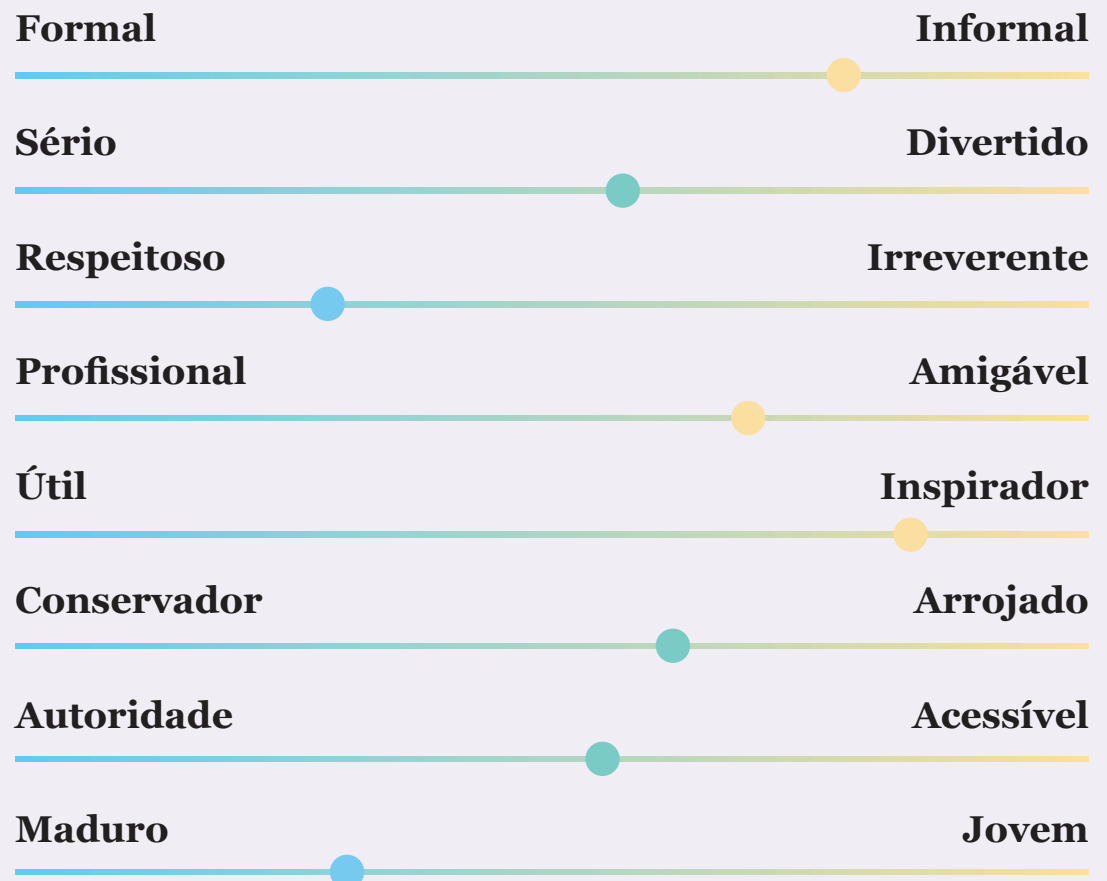 Formal Informal
Sério Divertido
Respeitoso Irreverente
Profissional Amigável
Útil Inspirador
Conservador Arrojado
Autoridade Acessível
Maduro Jovem